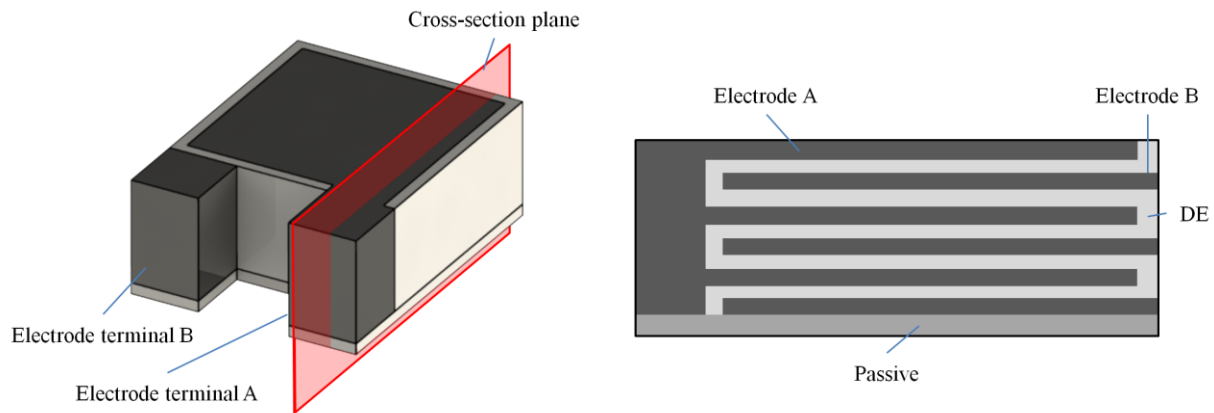 Cross-section plane
Electrode A
Electrode B
DE
Electrode terminal B
Electrode terminal A
Passive